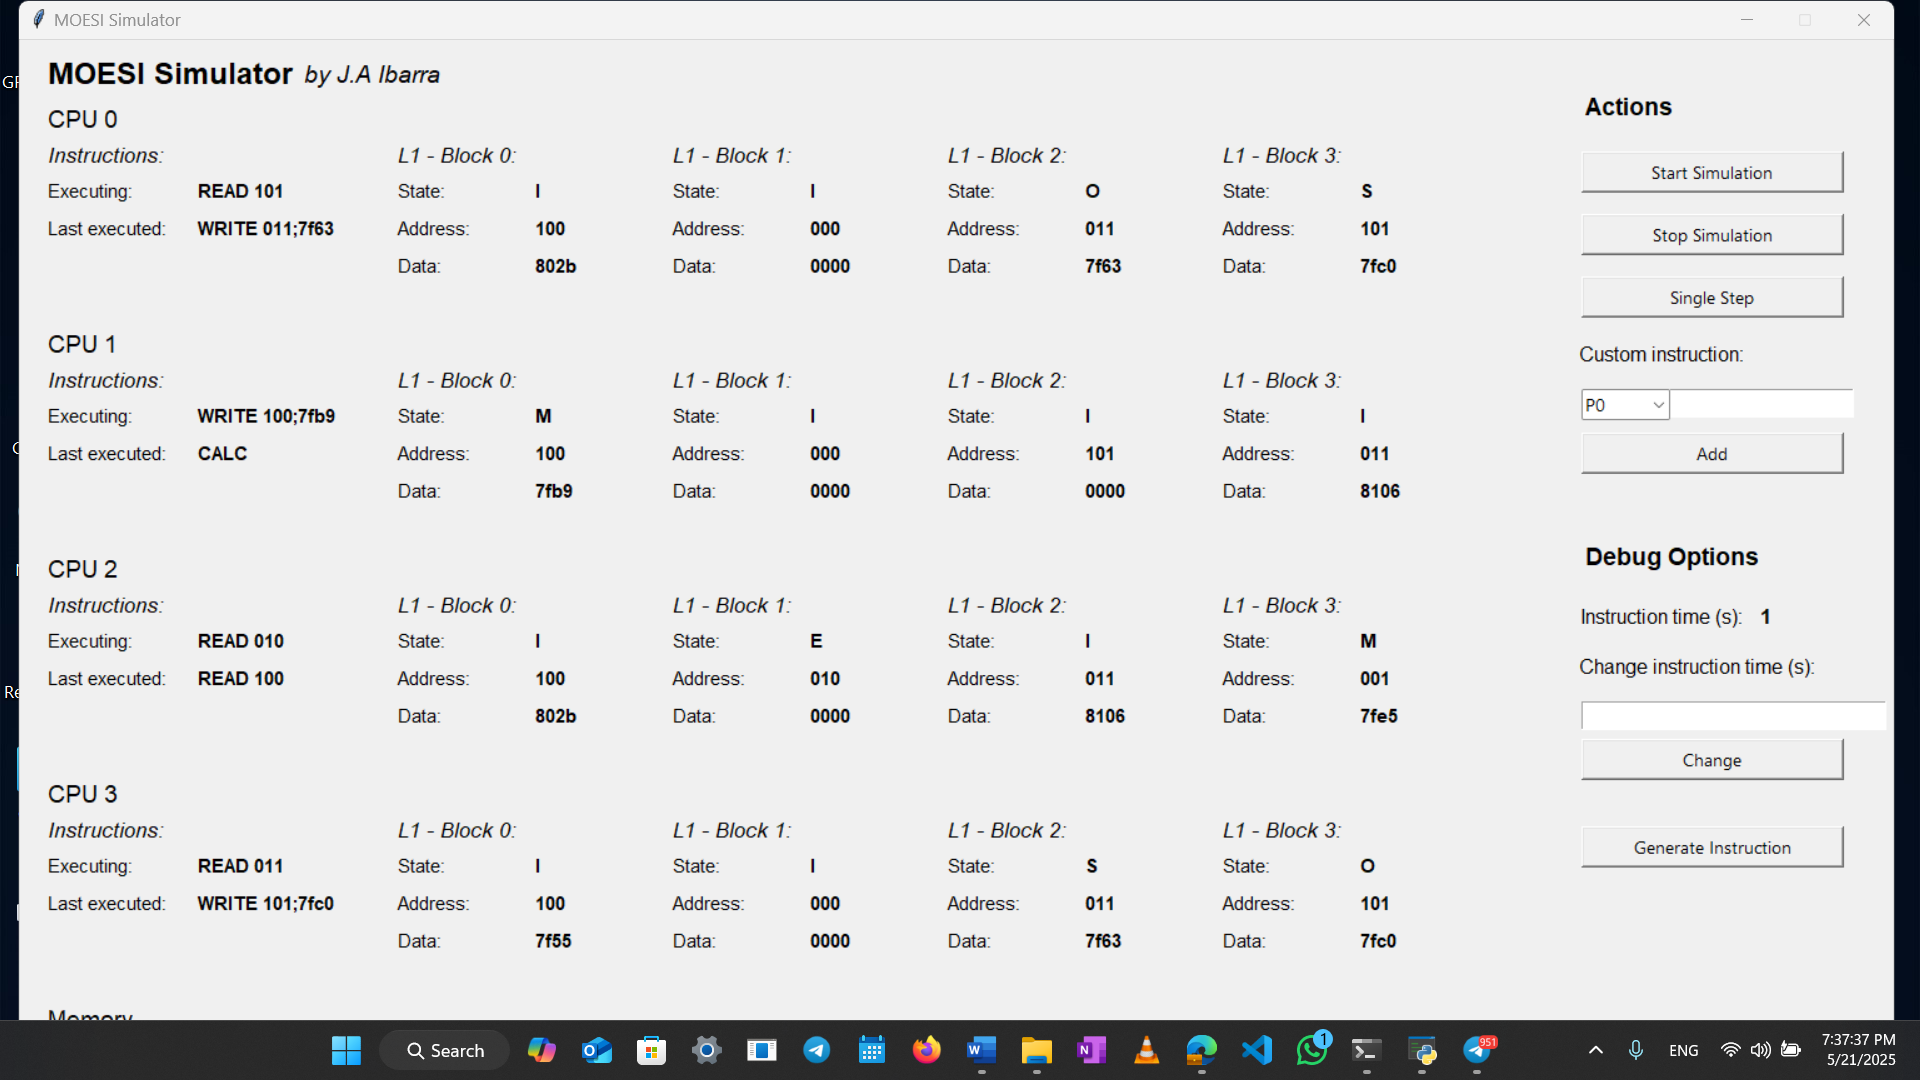 MOESI Simulator
MOESI Simulator by J.A Ibarra
CPU 0
Instructions: L1 - Block 0: L1 - Block 1: L1 - Block 2: L1 - Block 3:
Executing: READ 101 State: I State: I State: O State: S
Last executed: WRITE 011;7f63 Address: 100 Address: 000 Address: 011 Address: 101
Data: 802b Data: 0000 Data: 7f63 Data: 7fc0
CPU 1
Instructions: L1 - Block 0: L1 - Block 1: L1 - Block 2: L1 - Block 3:
Executing: WRITE 100;7fb9 State: M State: I State: I State: I
Last executed: CALC Address: 100 Address: 000 Address: 101 Address: 011
Data: 7fb9 Data: 0000 Data: 0000 Data: 8106
CPU 2
Instructions: L1 - Block 0: L1 - Block 1: L1 - Block 2: L1 - Block 3:
Executing: READ 010 State: I State: E State: I State: M
Last executed: READ 100 Address: 100 Address: 010 Address: 011 Address: 001
Data: 802b Data: 0000 Data: 8106 Data: 7fe5
CPU 3
Instructions: L1 - Block 0: L1 - Block 1: L1 - Block 2: L1 - Block 3:
Executing: READ 011 State: I State: I State: S State: O
Last executed: WRITE 101;7fc0 Address: 100 Address: 000 Address: 011 Address: 101
Data: 7f55 Data: 0000 Data: 7f63 Data: 7fc0
Memory
Actions
Start Simulation
Stop Simulation
Single Step
Custom instruction:
P0
Add
Debug Options
Instruction time (s): 1
Change instruction time (s):
Change
Generate Instruction
Search
1
951
ENG
7:37:37 PM
5/21/2025